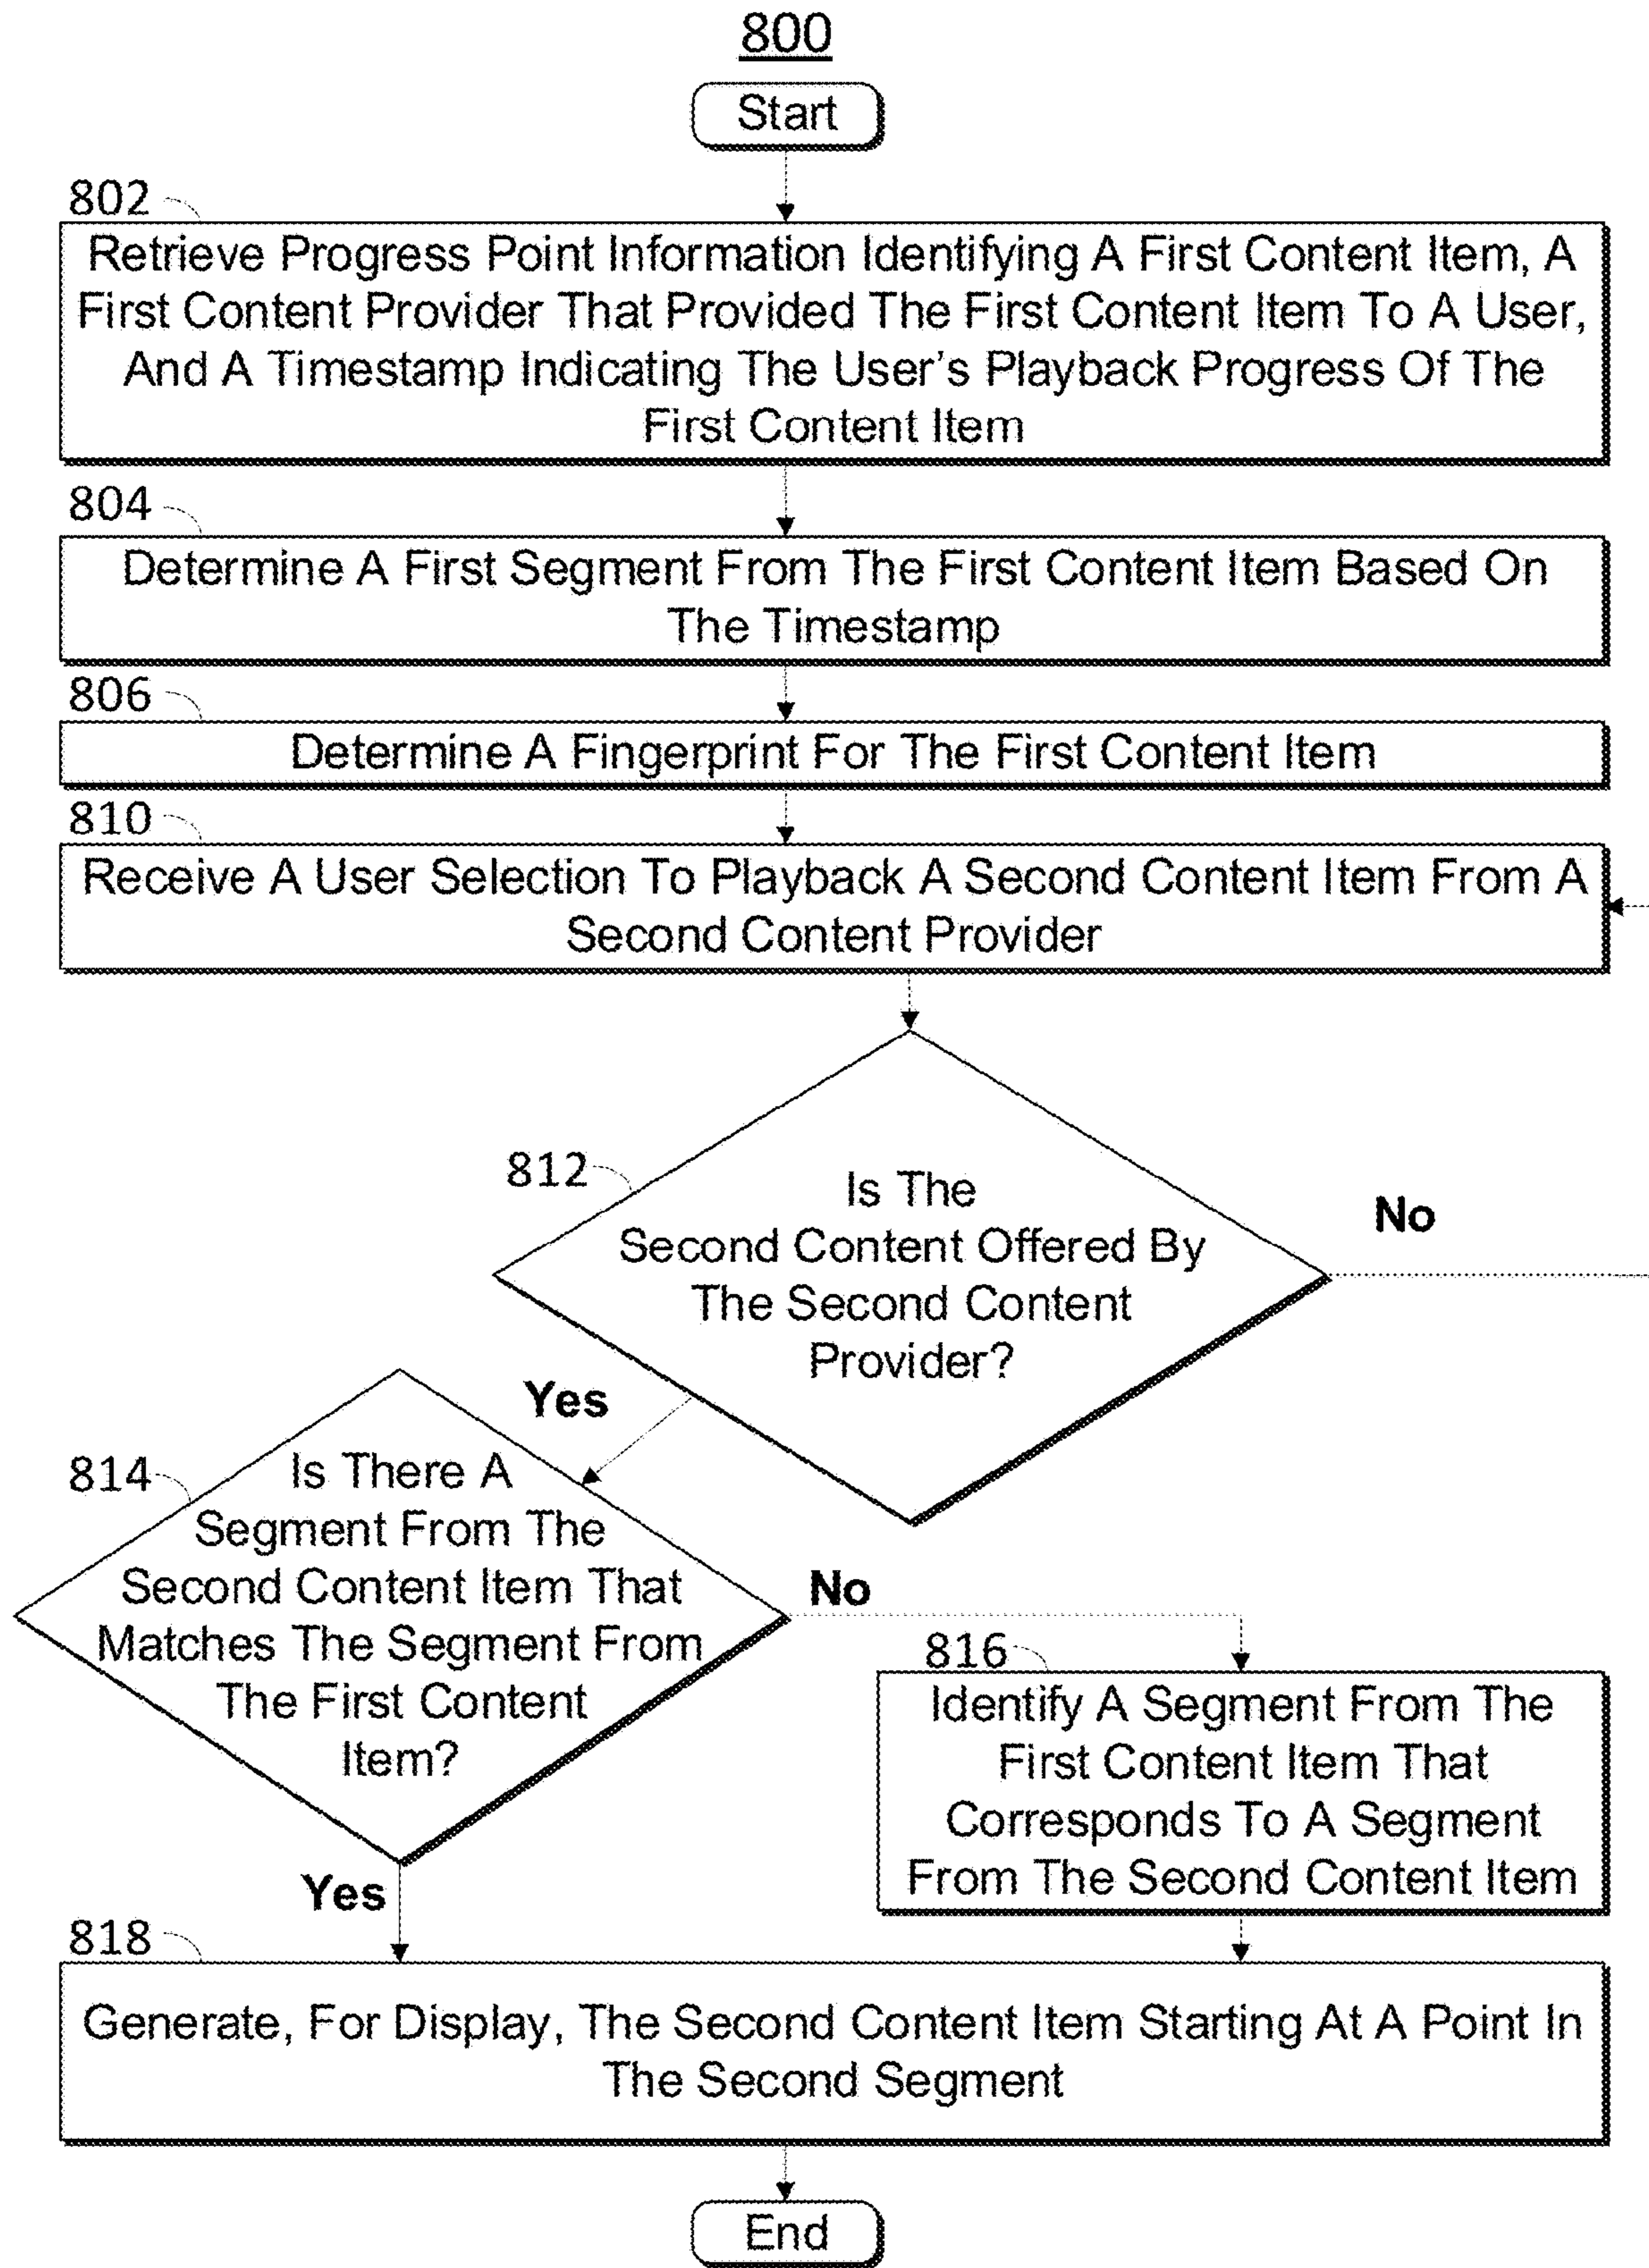 800
Start
802
Retrieve Progress Point Information Identifying A First Content Item, A
First Content Provider That Provided The First Content Item To A User,
And A Timestamp Indicating The User's Playback Progress Of The
First Content Item
804
Determine A First Segment From The First Content Item Based On
The Timestamp
806
Determine A Fingerprint For The First Content Item
810
Receive A User Selection To Playback A Second Content Item From A
Second Content Provider
812
Is The
Second Content Offered By
The Second Content
Provider?
No
Yes
814
Is There A
Segment From The
Second Content Item That
Matches The Segment From
The First Content
Item?
No
Yes
816
Identify A Segment From The
First Content Item That
Corresponds To A Segment
From The Second Content Item
818
Generate, For Display, The Second Content Item Starting At A Point In
The Second Segment
End